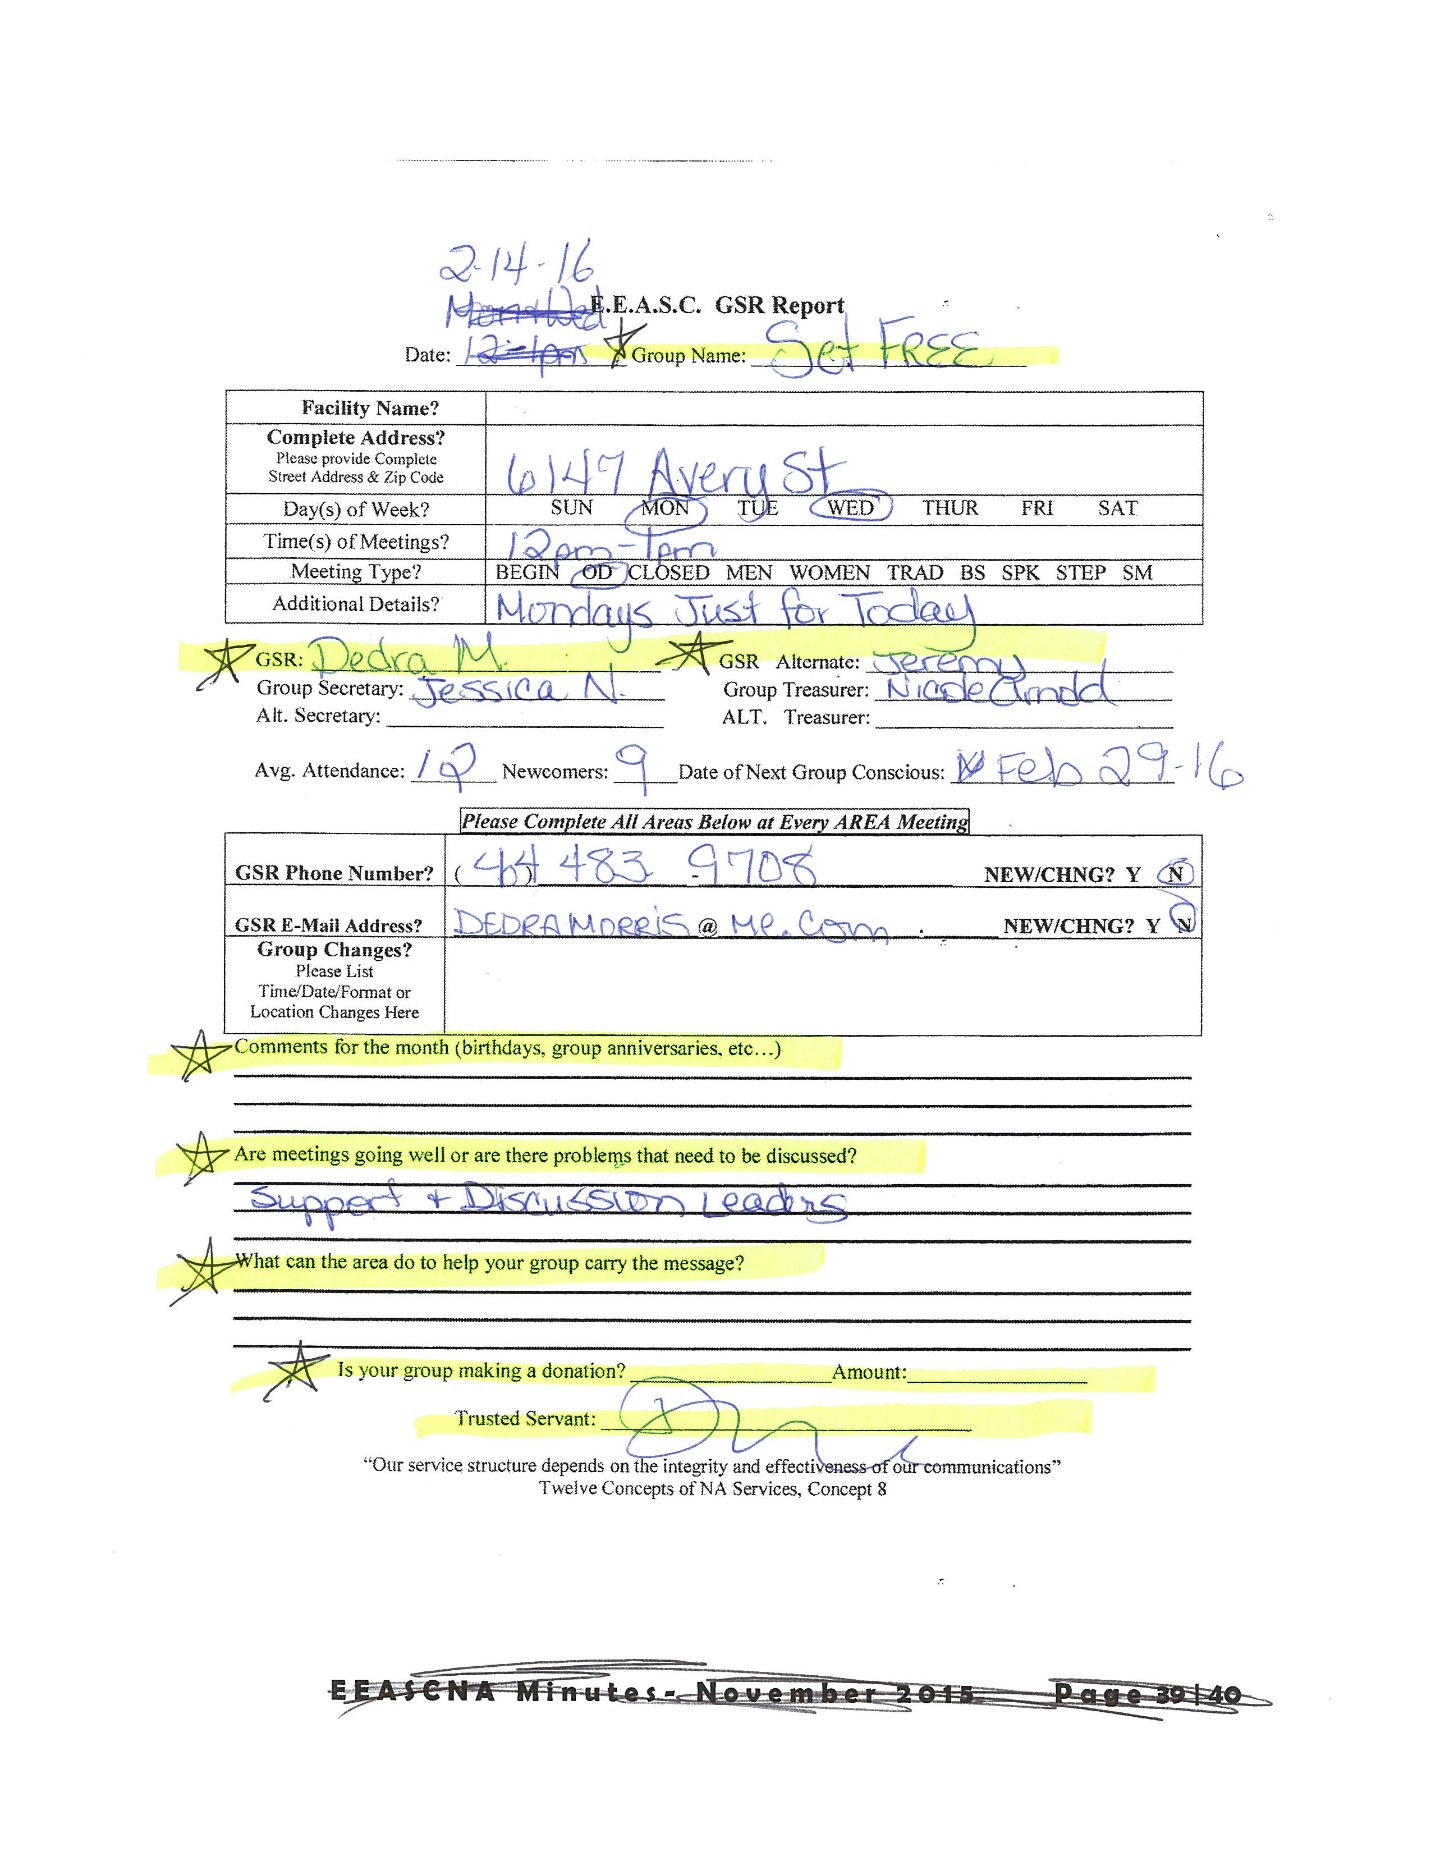 2-14-16
Mon + Wed
E.E.A.S.C. GSR Report
Date: 12-1pm Group Name: Set FREE
Facility Name?
Complete Address?
Please provide Complete
Street Address & Zip Code
6147 Avery St
Day(s) of Week? SUN MON TUE WED THUR FRI SAT
Time(s) of Meetings? 12pm-1pm
Meeting Type? BEGIN OD CLOSED MEN WOMEN TRAD BS SPK STEP SM
Additional Details? Mondays Just for Today
GSR: Dedra M. GSR Alternate: Jeremy
Group Secretary: Jessica N. Group Treasurer: Nicole Arnold
Alt. Secretary: ALT. Treasurer:
Avg. Attendance: 12 Newcomers: 9 Date of Next Group Conscious: Feb 29-16
Please Complete All Areas Below at Every AREA Meeting
GSR Phone Number? ( ) 483 - 9708 NEW/CHNG? Y N
GSR E-Mail Address? DEDRAMORRIS @ Me.Com NEW/CHNG? Y N
Group Changes?
Please List
Time/Date/Format or
Location Changes Here
Comments for the month (birthdays, group anniversaries, etc…)
Are meetings going well or are there problems that need to be discussed?
Support + Discussion Leaders
What can the area do to help your group carry the message?
Is your group making a donation? Amount:
Trusted Servant:
“Our service structure depends on the integrity and effectiveness of our communications”
Twelve Concepts of NA Services, Concept 8
EEASCNA Minutes- November 2015 Page 39|40